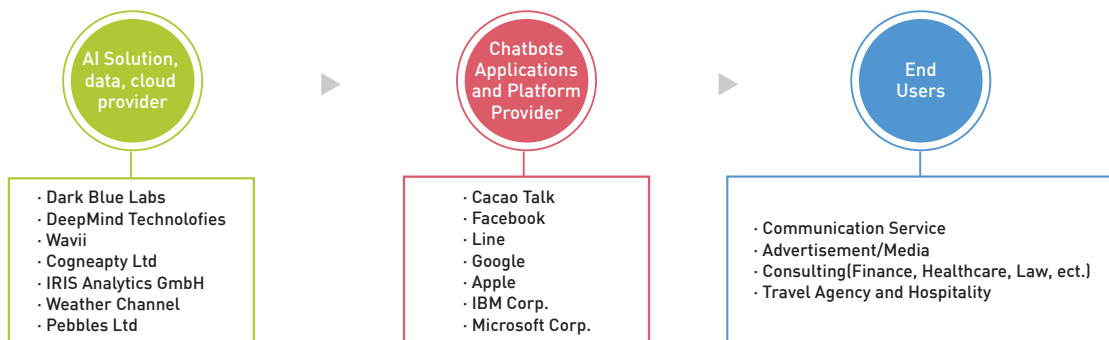 AI Solution,
data, cloud
provider
· Dark Blue Labs
· DeepMind Technolofies
· Wavii
· Cogneapty Ltd
· IRIS Analytics GmbH
· Weather Channel
· Pebbles Ltd
Chatbots
Applications
and Platform
Provider
· Cacao Talk
· Facebook
· Line
· Google
· Apple
· IBM Corp.
· Microsoft Corp.
End
Users
· Communication Service
· Advertisement/Media
· Consulting(Finance, Healthcare, Law, ect.)
· Travel Agency and Hospitality